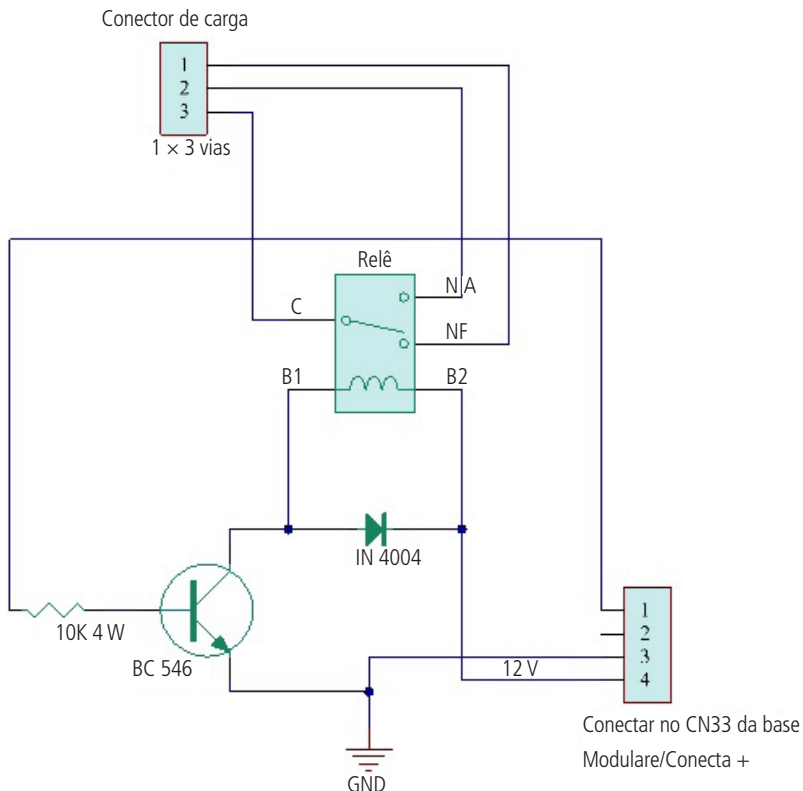 Conector de carga
1
2
3
1 × 3 vias
Relê
N A
C
NF
B1
B2
IN 4004
10K 4 W
BC 546
1
2
3
12 V
4
Conectar no CN33 da base
Modulare/Conecta +
GND